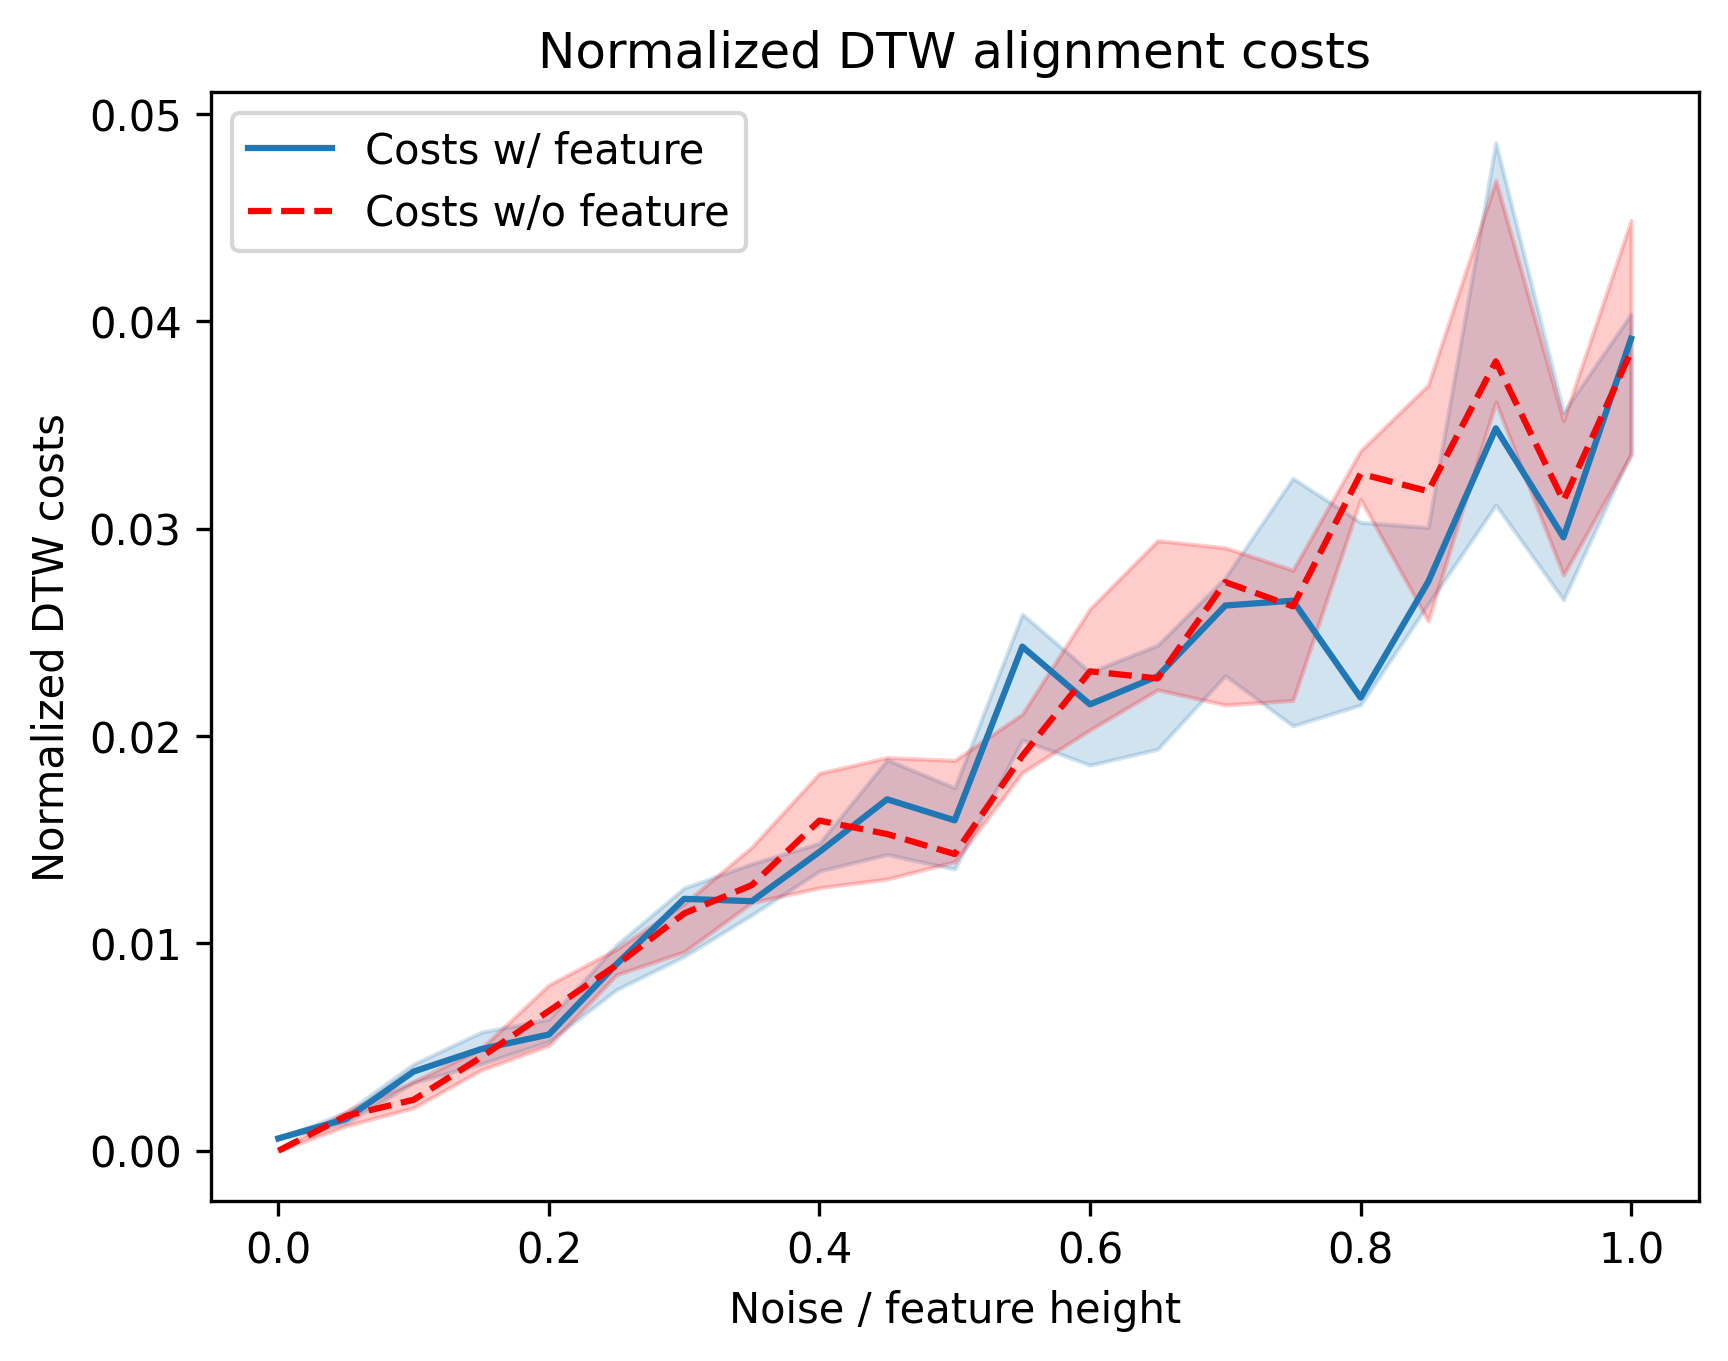 Normalized DTW alignment costs
Costs w/ feature
Costs w/o feature
Normalized DTW costs
0.05
0.04
0.03
0.02
0.01
0.00
0.0 0.2 0.4 0.6 0.8 1.0
Noise / feature height